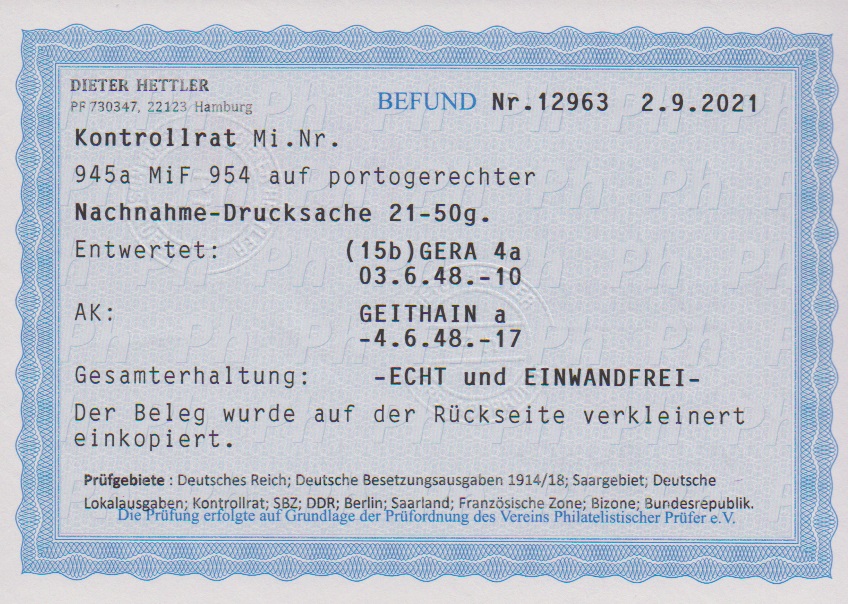 DIETER HETTLER
PF 730347, 22123 Hamburg
BEFUND Nr.12963 2.9.2021
Kontrollrat Mi.Nr.
945a MiF 954 auf portogerechter
Nachnahme-Drucksache 21-50g.
Entwertet: (15b)GERA 4a
03.6.48.-10
AK: GEITHAIN a
-4.6.48.-17
Gesamterhaltung: -ECHT und EINWANDFREI-
Der Beleg wurde auf der Rückseite verkleinert
einkopiert.
Prüfgebiete : Deutsches Reich; Deutsche Besetzungsausgaben 1914/18; Saargebiet; Deutsche
Lokalausgaben; Kontrollrat; SBZ; DDR; Berlin; Saarland; Französische Zone; Bizone; Bundesrepublik.
Die Prüfung erfolgte auf Grundlage der Prüfordnung des Vereins Philatelistischer Prüfer e.V.